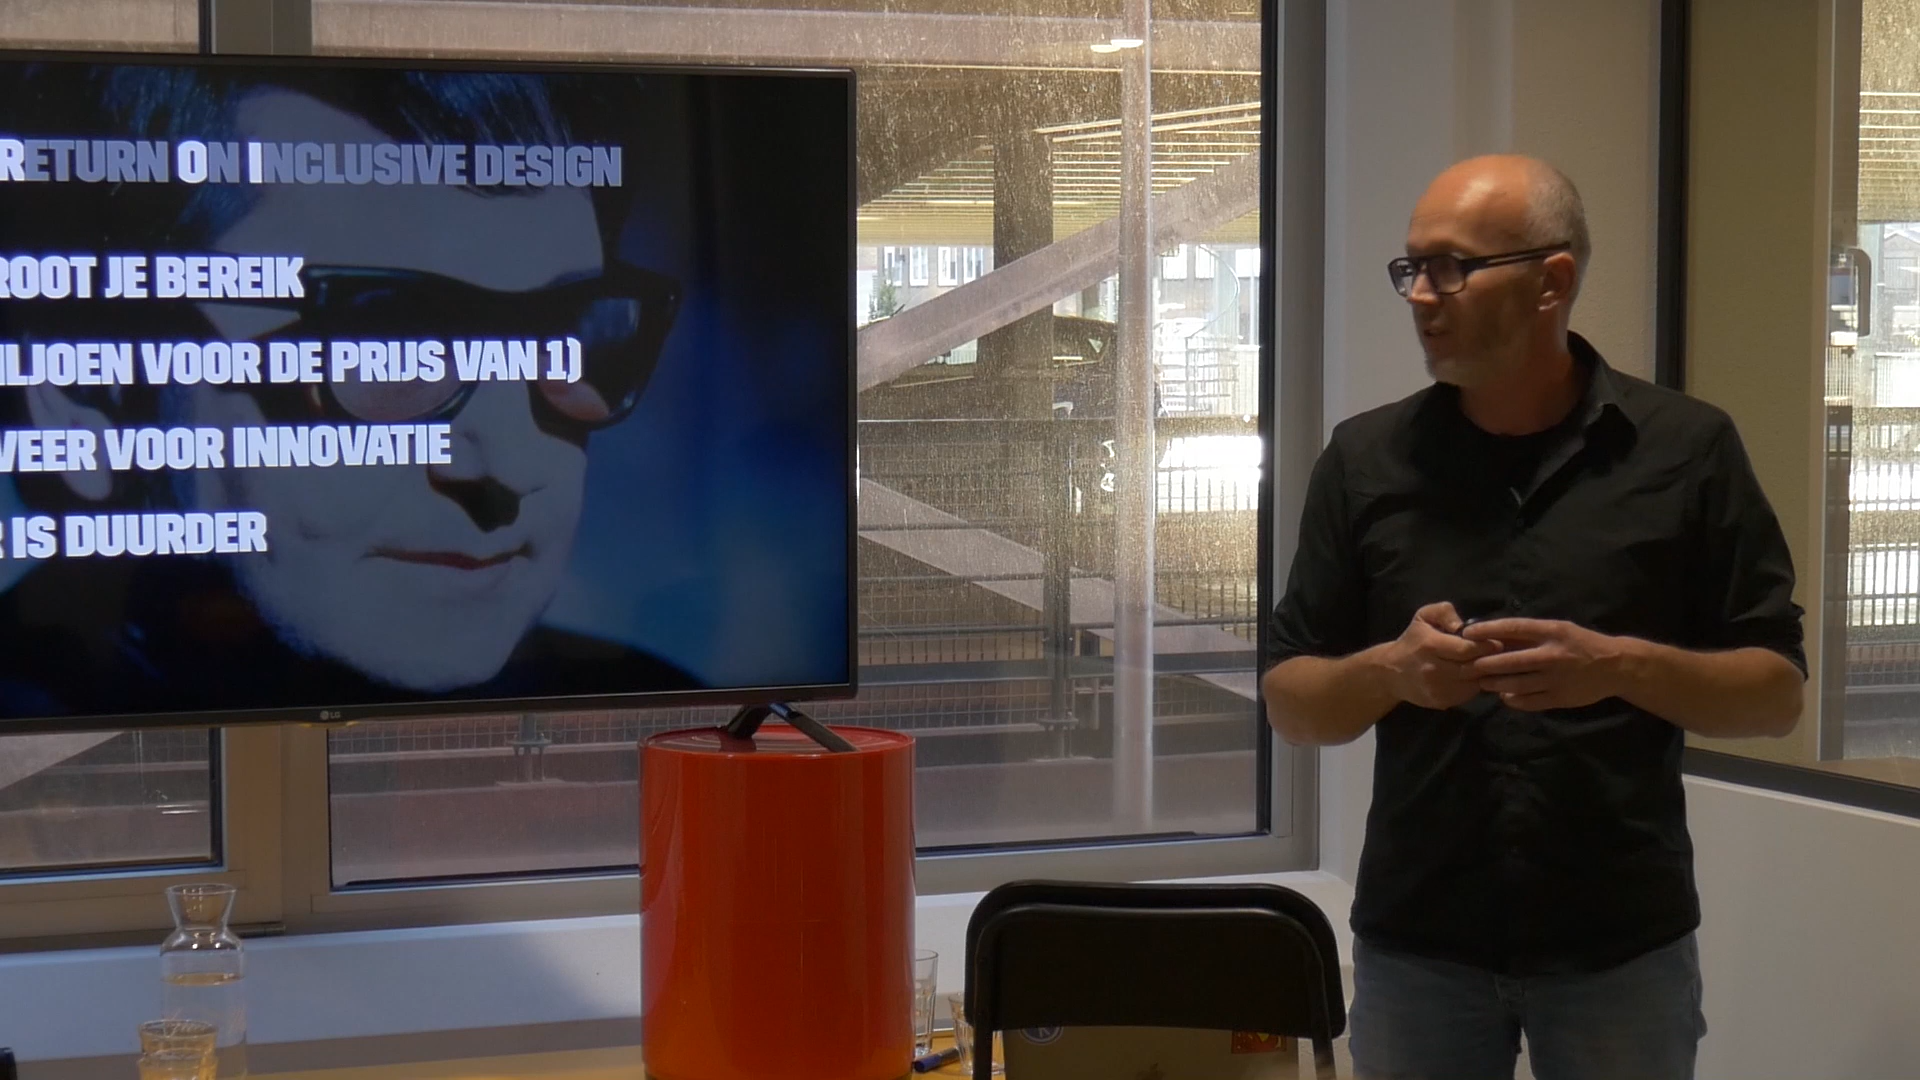 RETURN ON INCLUSIVE DESIGN
ROOT JE BEREIK
ILJOEN VOOR DE PRIJS VAN 1)
VEER VOOR INNOVATIE
IS DUURDER
LG